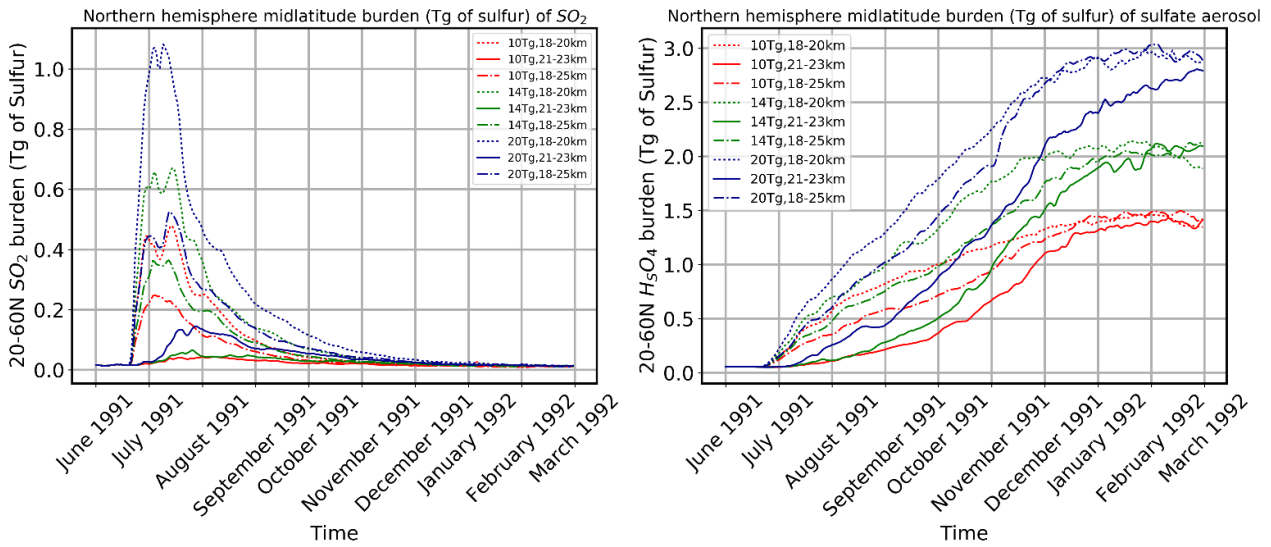 Northern hemisphere midlatitude burden (Tg of sulfur) of SO2
20-60N SO2 burden (Tg of Sulfur)
1.0
0.8
0.6
0.4
0.2
0.0
10Tg,18-20km
10Tg,21-23km
10Tg,18-25km
14Tg,18-20km
14Tg,21-23km
14Tg,18-25km
20Tg,18-20km
20Tg,21-23km
20Tg,18-25km
June 1991
July 1991
August 1991
September 1991
October 1991
November 1991
December 1991
January 1992
February 1992
March 1992
Time
Northern hemisphere midlatitude burden (Tg of sulfur) of sulfate aerosol
20-60N HSO4 burden (Tg of Sulfur)
3.0
2.5
2.0
1.5
1.0
0.5
0.0
10Tg,18-20km
10Tg,21-23km
10Tg,18-25km
14Tg,18-20km
14Tg,21-23km
14Tg,18-25km
20Tg,18-20km
20Tg,21-23km
20Tg,18-25km
June 1991
July 1991
August 1991
September 1991
October 1991
November 1991
December 1991
January 1992
February 1992
March 1992
Time